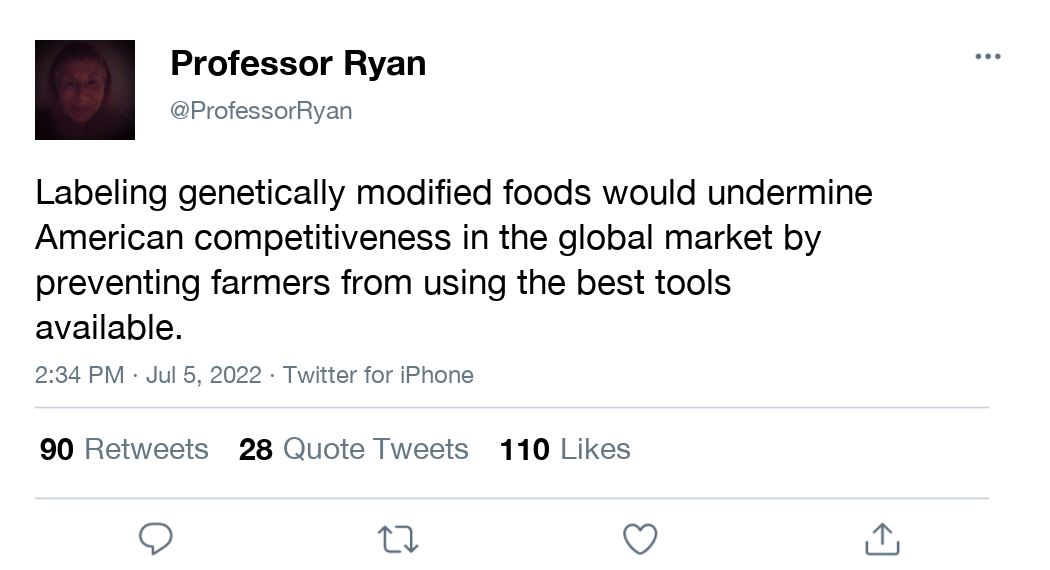 Professor Ryan
@ProfessorRyan
Labeling genetically modified foods would undermine
American competitiveness in the global market by
preventing farmers from using the best tools
available.
2:34 PM · Jul 5, 2022 · Twitter for iPhone
90 Retweets 28 Quote Tweets 110 Likes